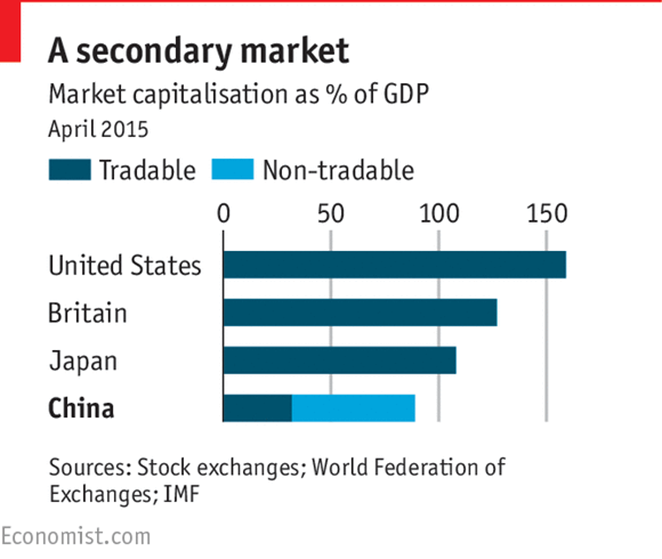 A secondary market
Market capitalisation as % of GDP
April 2015
Tradable Non-tradable
0 50 100 150
United States
Britain
Japan
China
Sources: Stock exchanges; World Federation of
Exchanges; IMF
Economist.com